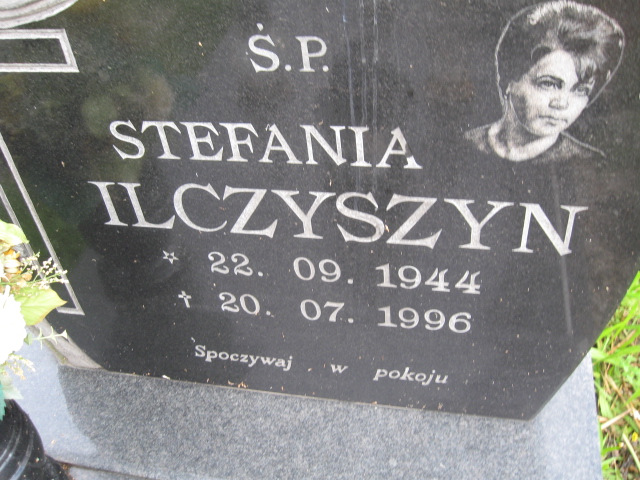 Ś.P.
STEFANIA
ILCZYSZYN
☆ 22. 09. 1944
† 20. 07. 1996
Spoczywaj w pokoju